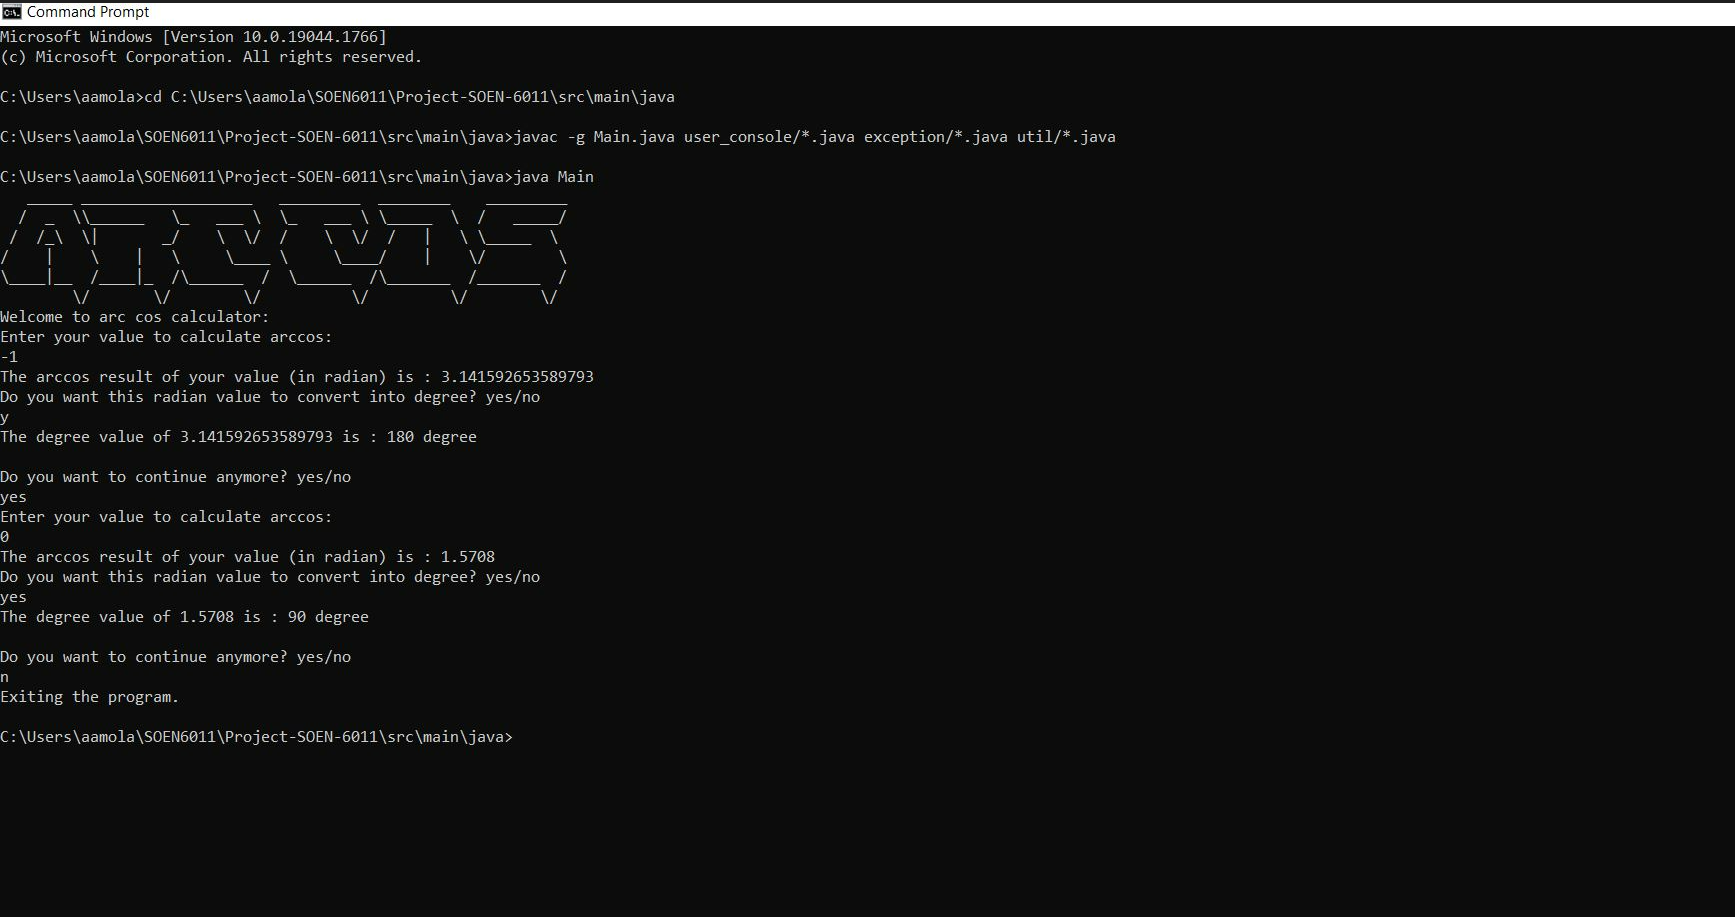 Command Prompt
Microsoft Windows [Version 10.0.19044.1766]
(c) Microsoft Corporation. All rights reserved.
C:\Users\aamola>cd C:\Users\aamola\SOEN6011\Project-SOEN-6011\src\main\java
C:\Users\aamola\SOEN6011\Project-SOEN-6011\src\main\java>javac -g Main.java user_console/*.java exception/*.java util/*.java
C:\Users\aamola\SOEN6011\Project-SOEN-6011\src\main\java>java Main
ARCCOS
Welcome to arc cos calculator:
Enter your value to calculate arccos:
-1
The arccos result of your value (in radian) is : 3.141592653589793
Do you want this radian value to convert into degree? yes/no
y
The degree value of 3.141592653589793 is : 180 degree
Do you want to continue anymore? yes/no
yes
Enter your value to calculate arccos:
0
The arccos result of your value (in radian) is : 1.5708
Do you want this radian value to convert into degree? yes/no
yes
The degree value of 1.5708 is : 90 degree
Do you want to continue anymore? yes/no
n
Exiting the program.
C:\Users\aamola\SOEN6011\Project-SOEN-6011\src\main\java>